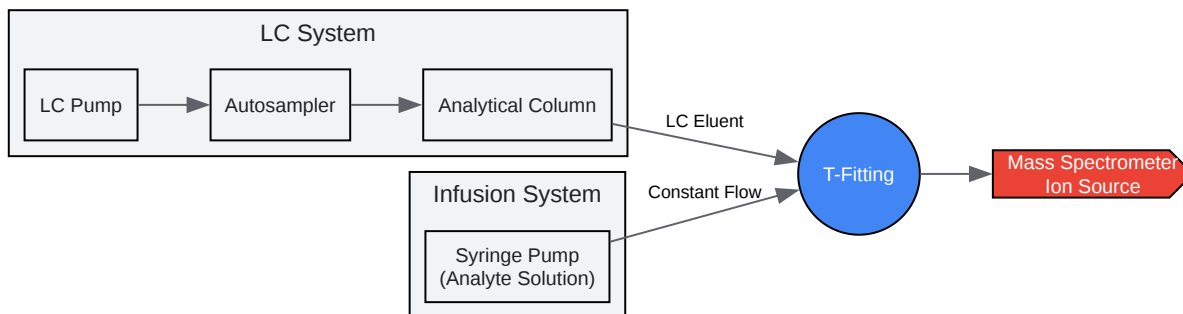 LC System
LC Pump
Autosampler
Analytical Column
LC Eluent
T-Fitting
Mass Spectrometer
Ion Source
Infusion System
Constant Flow
Syringe Pump
(Analyte Solution)